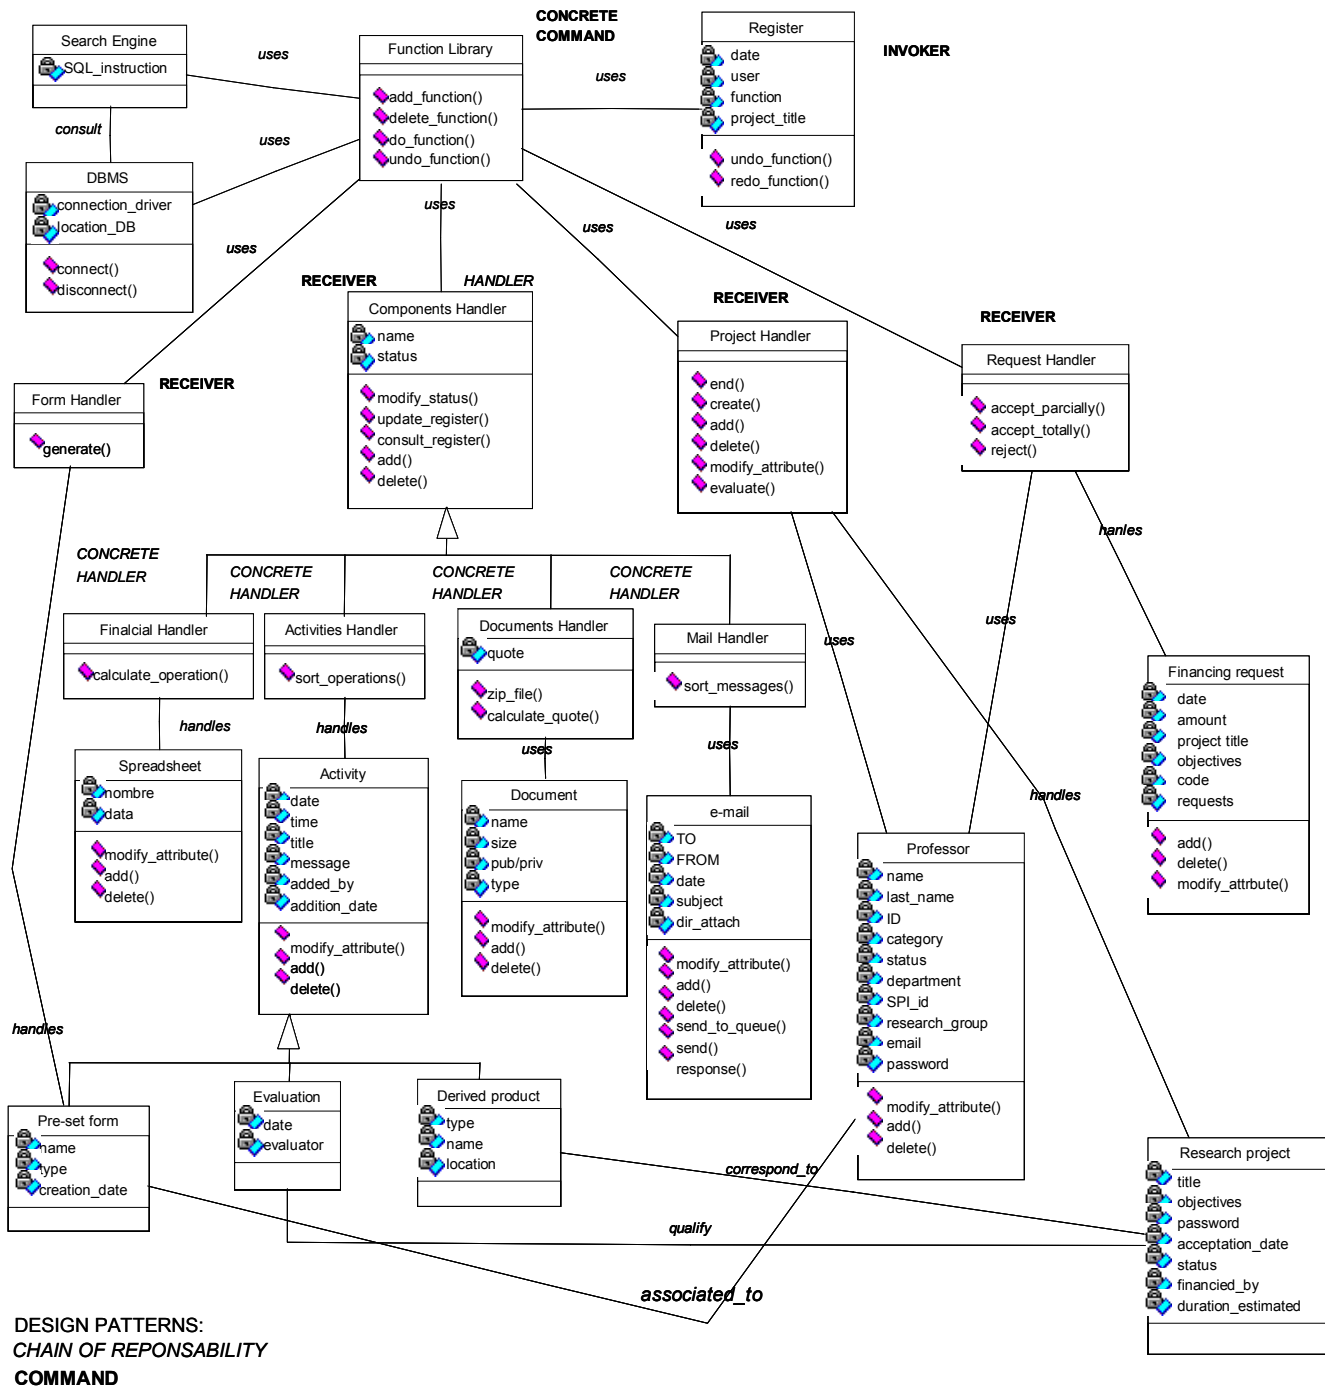 Search Engine
SQL_instruction
uses
consult
DBMS
connection_driver
location_DB
connect()
disconnect()
uses
Function Library
add_function()
delete_function()
do_function()
undo_function()
CONCRETE
COMMAND
uses
Register
date
user
function
project_title
undo_function()
redo_function()
INVOKER
uses
uses
uses
uses
RECEIVER
HANDLER
Components Handler
name
status
modify_status()
update_register()
consult_register()
add()
delete()
RECEIVER
Project Handler
end()
create()
add()
delete()
modify_attribute()
evaluate()
RECEIVER
Request Handler
accept_parcially()
accept_totally()
reject()
RECEIVER
Form Handler
generate()
hanles
CONCRETE
HANDLER
CONCRETE
HANDLER
CONCRETE
HANDLER
CONCRETE
HANDLER
Finalcial Handler
calculate_operation()
Activities Handler
sort_operations()
Documents Handler
quote
zip_file()
calculate_quote()
Mail Handler
sort_messages()
uses
uses
handles
handles
uses
uses
Financing request
date
amount
project title
objectives
code
requests
add()
delete()
modify_attrbute()
Spreadsheet
nombre
data
modify_attribute()
add()
delete()
Activity
date
time
title
message
added_by
addition_date
modify_attribute()
add()
delete()
Document
name
size
pub/priv
type
modify_attribute()
add()
delete()
e-mail
TO
FROM
date
subject
dir_attach
modify_attribute()
add()
delete()
send_to_queue()
send()
response()
handles
Professor
name
last_name
ID
category
status
department
SPI_id
research_group
email
password
modify_attribute()
add()
delete()
handles
Pre-set form
name
type
creation_date
Evaluation
date
evaluator
Derived product
type
name
location
correspond_to
qualify
associated_to
Research project
title
objectives
password
acceptation_date
status
financied_by
duration_estimated
DESIGN PATTERNS:
CHAIN OF REPONSABILITY
COMMAND